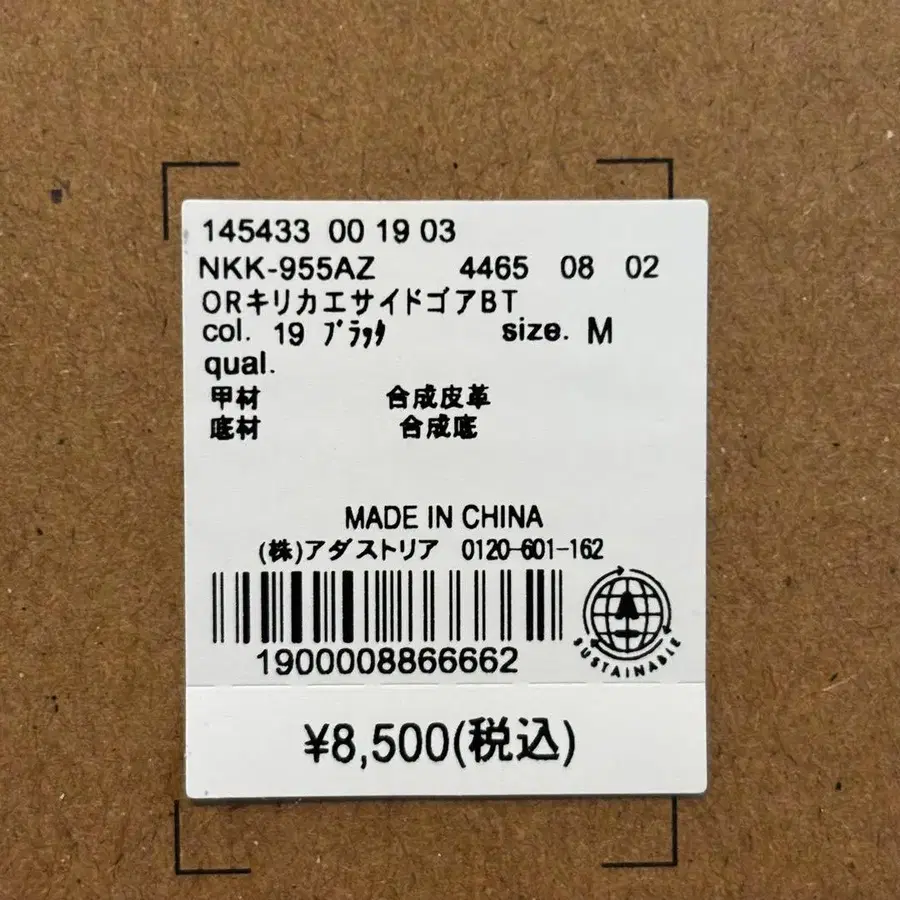 145433 00 19 03
NKK-955AZ 4465 08 02
ORキリカエサイドゴアBT
col. 19 ﾌﾞﾗｯｸ size. M
qual.
甲材 合成皮革
底材 合成底
MADE IN CHINA
(株)アダストリア 0120-601-162
1900008866662
SUSTAINABLE
¥8,500(税込)